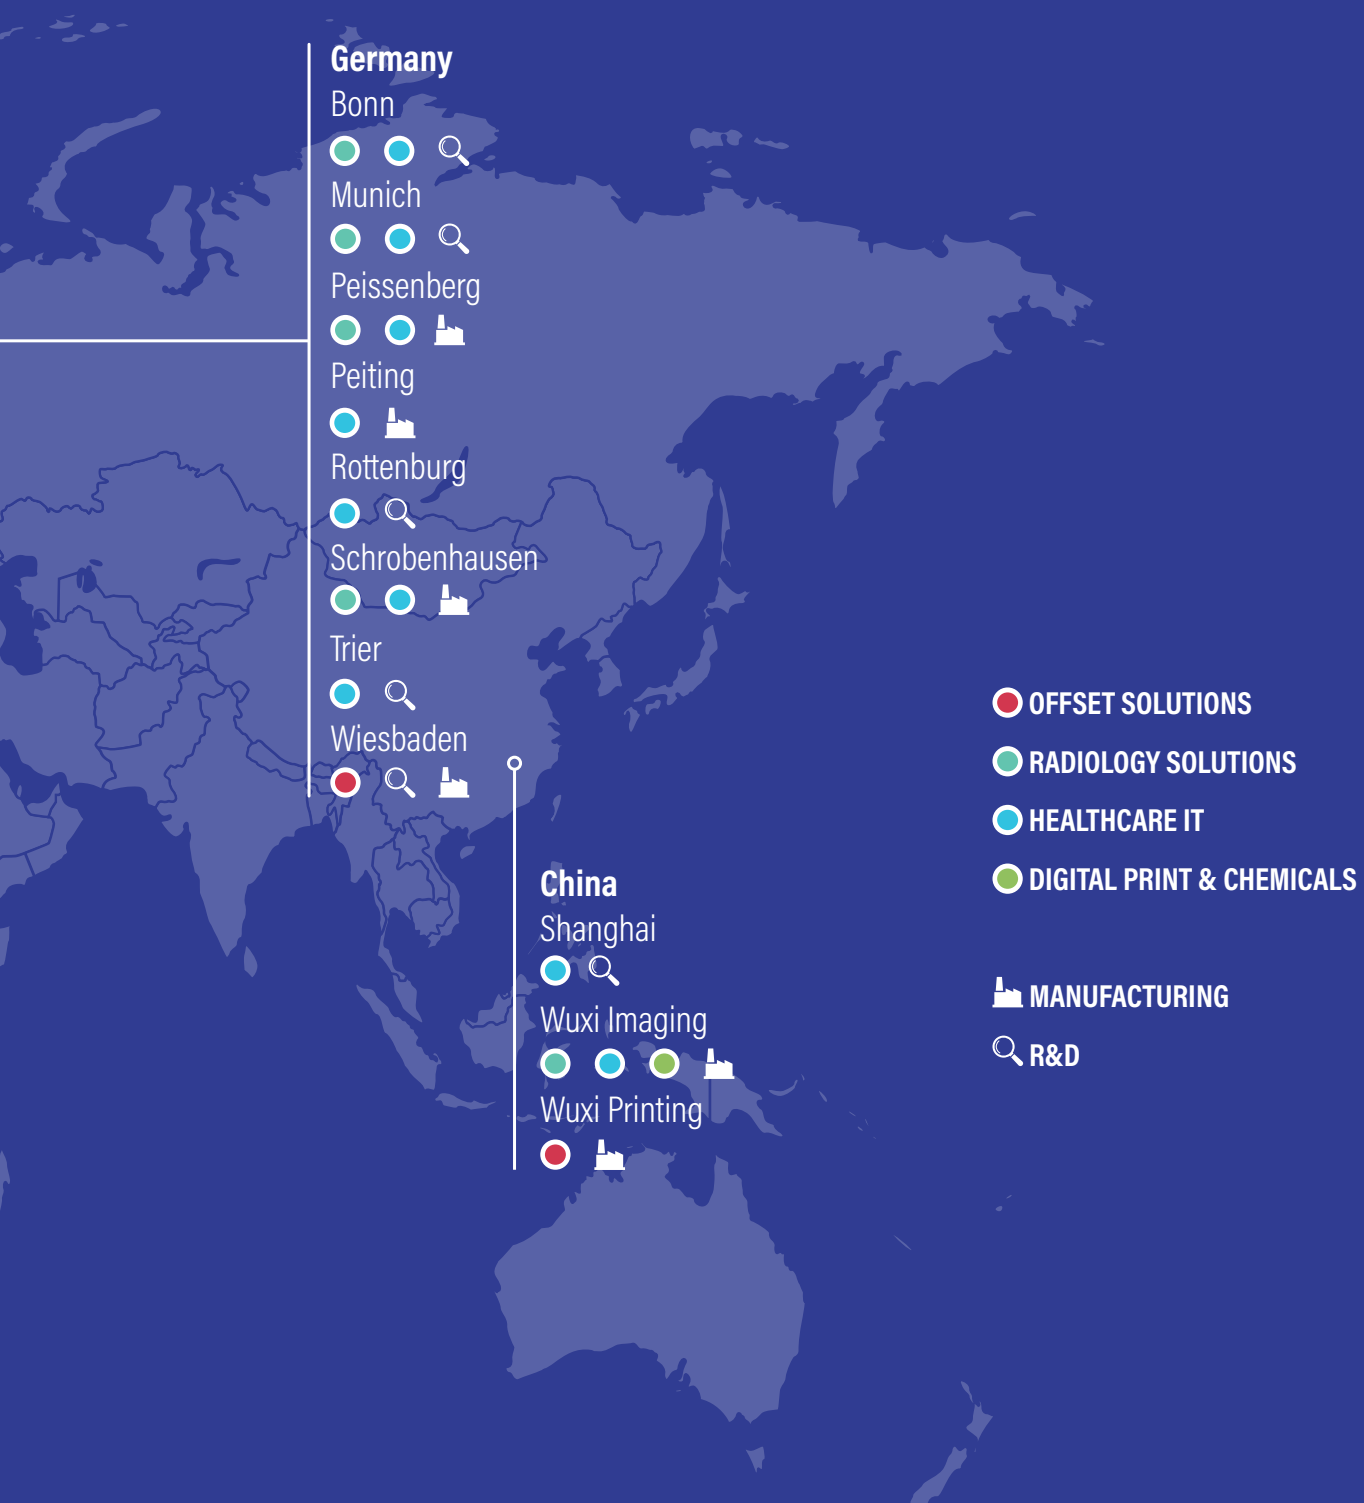 Germany
Bonn
Munich
Peissenberg
Peiting
Rottenburg
Schrobenhausen
Trier
Wiesbaden
China
Shanghai
Wuxi Imaging
Wuxi Printing
OFFSET SOLUTIONS
RADIOLOGY SOLUTIONS
HEALTHCARE IT
DIGITAL PRINT & CHEMICALS
MANUFACTURING
R&D